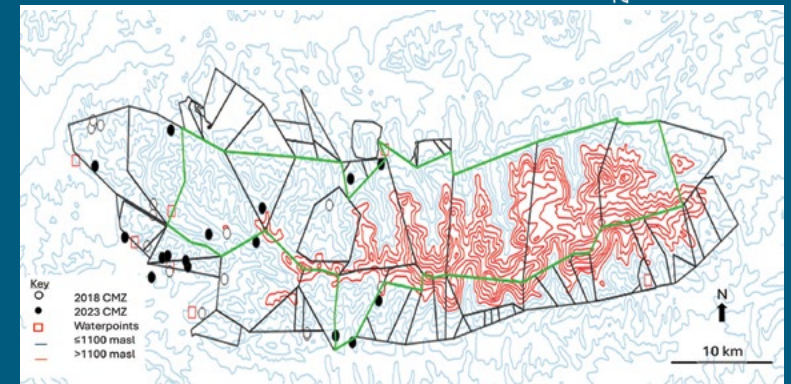 Key
2018 CMZ
2023 CMZ
Waterpoints
≤1100 masl
>1100 masl
N
10 km